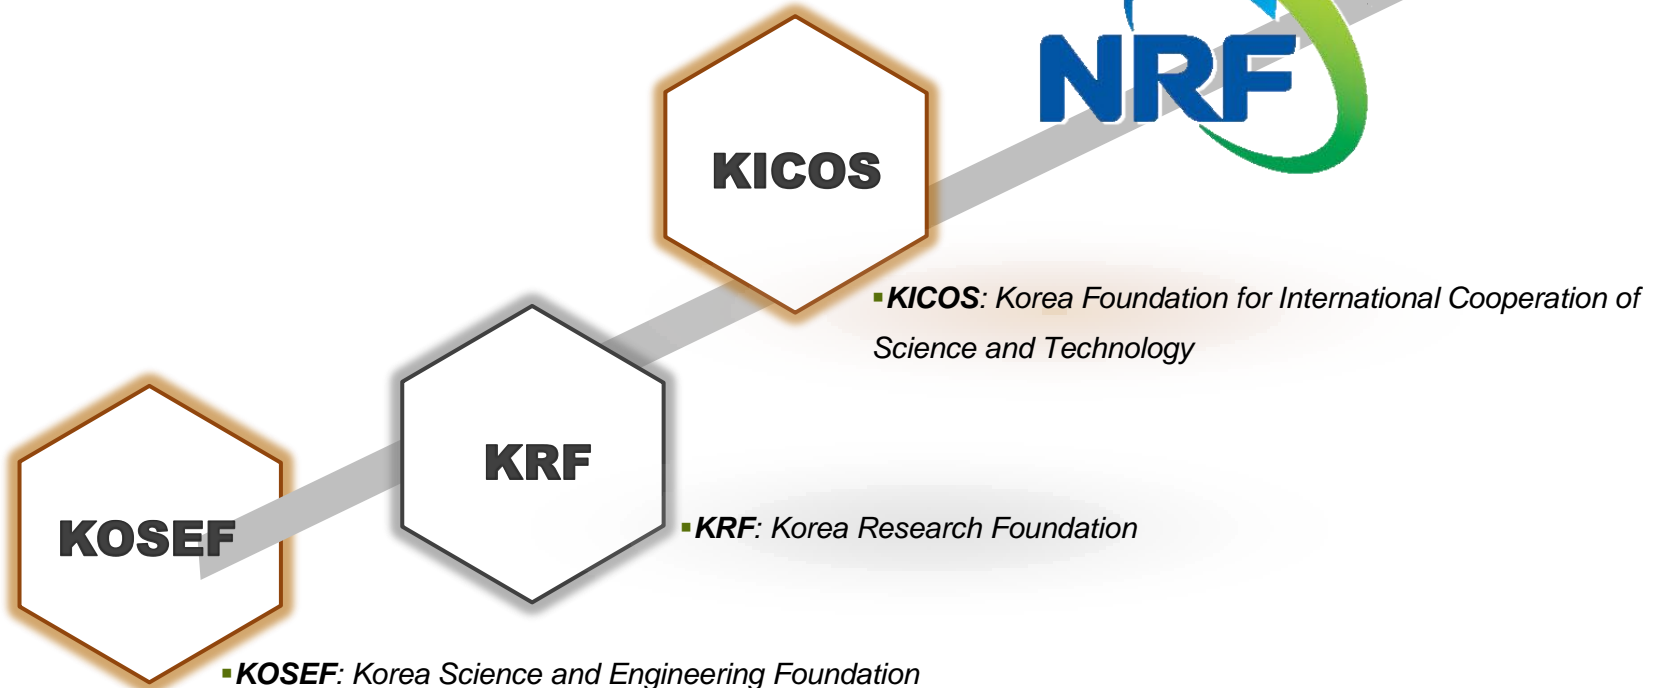 NRF
KICOS
▪KICOS: Korea Foundation for International Cooperation of
Science and Technology
KRF
▪KRF: Korea Research Foundation
KOSEF
▪KOSEF: Korea Science and Engineering Foundation